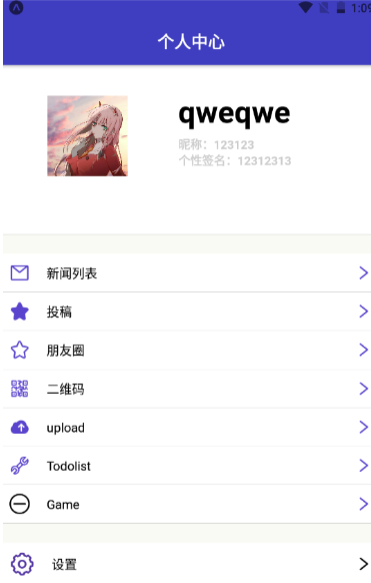 1:09
个人中心
qweqwe
昵称：123123
个性签名：12312313
新闻列表
投稿
朋友圈
二维码
upload
Todolist
Game
设置